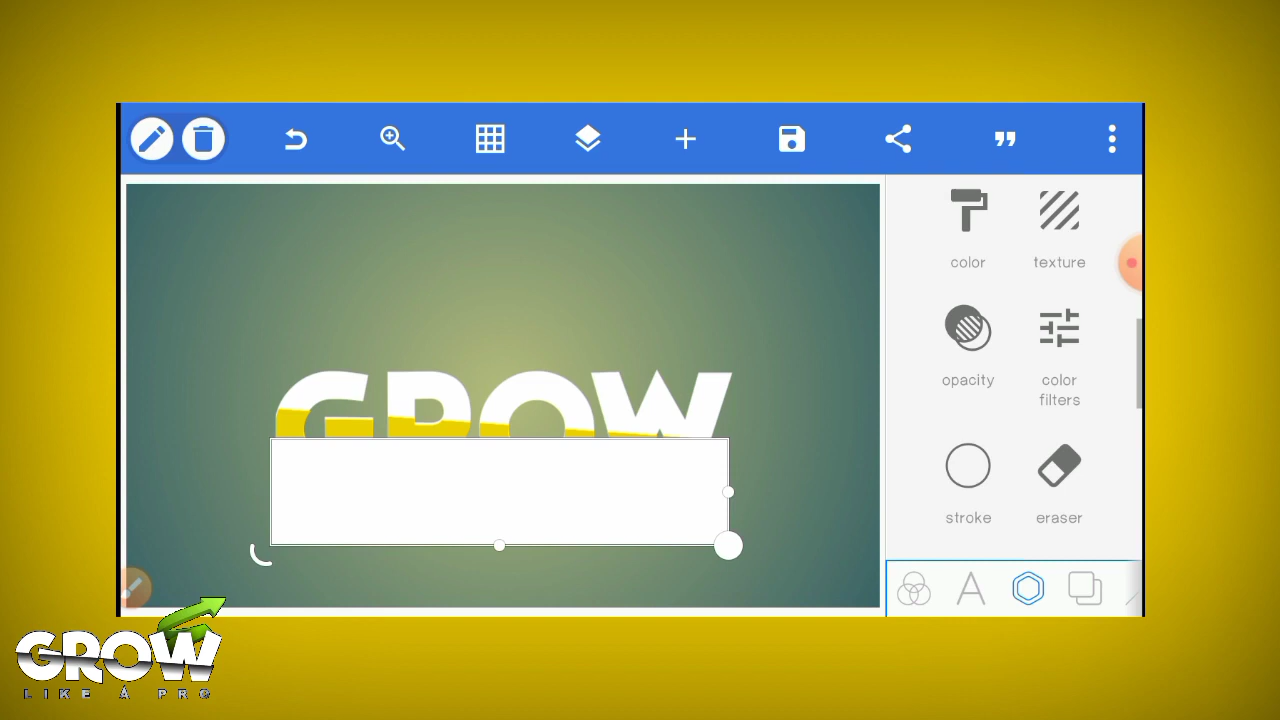 color texture
opacity color filters
stroke eraser
GROW
GROW
LIKE A PRO